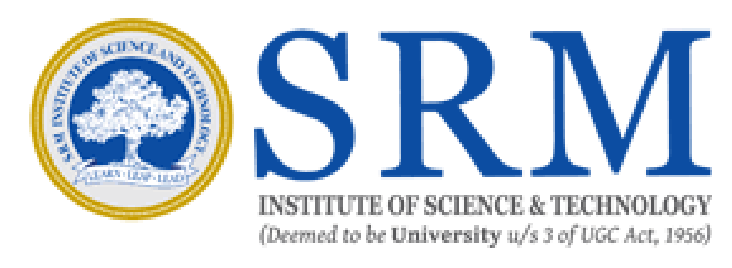 SRM INSTITUTE OF SCIENCE AND TECHNOLOGY
LEARN · LEAP · LEAD
SRM
INSTITUTE OF SCIENCE & TECHNOLOGY
(Deemed to be University u/s 3 of UGC Act, 1956)